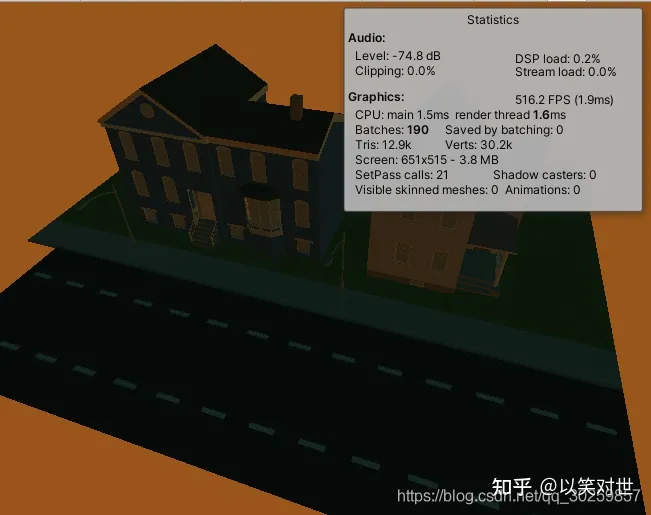 Statistics
Audio:
Level: -74.8 dB DSP load: 0.2%
Clipping: 0.0% Stream load: 0.0%
Graphics: 516.2 FPS (1.9ms)
CPU: main 1.5ms render thread 1.6ms
Batches: 190 Saved by batching: 0
Tris: 12.9k Verts: 30.2k
Screen: 651x515 - 3.8 MB
SetPass calls: 21 Shadow casters: 0
Visible skinned meshes: 0 Animations: 0
知乎 @以笑对世
https://blog.csdn.net/qq_30259857